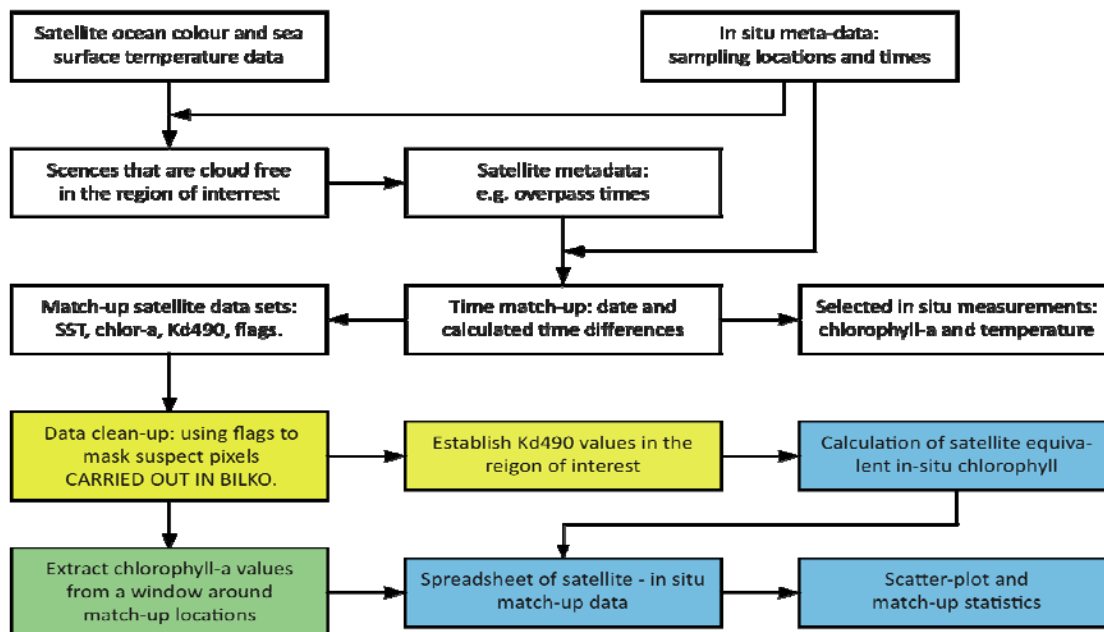 Satellite ocean colour and sea
surface temperature data
In situ meta-data:
sampling locations and times
Scences that are cloud free
in the region of interrest
Satellite metadata:
e.g. overpass times
Match-up satellite data sets:
SST, chlor-a, Kd490, flags.
Time match-up: date and
calculated time differences
Selected in situ measurements:
chlorophyll-a and temperature
Data clean-up: using flags to
mask suspect pixels
CARRIED OUT IN BILKO.
Establish Kd490 values in the
reigon of interest
Calculation of satellite equiva-
lent in-situ chlorophyll
Extract chlorophyll-a values
from a window around
match-up locations
Spreadsheet of satellite - in situ
match-up data
Scatter-plot and
match-up statistics